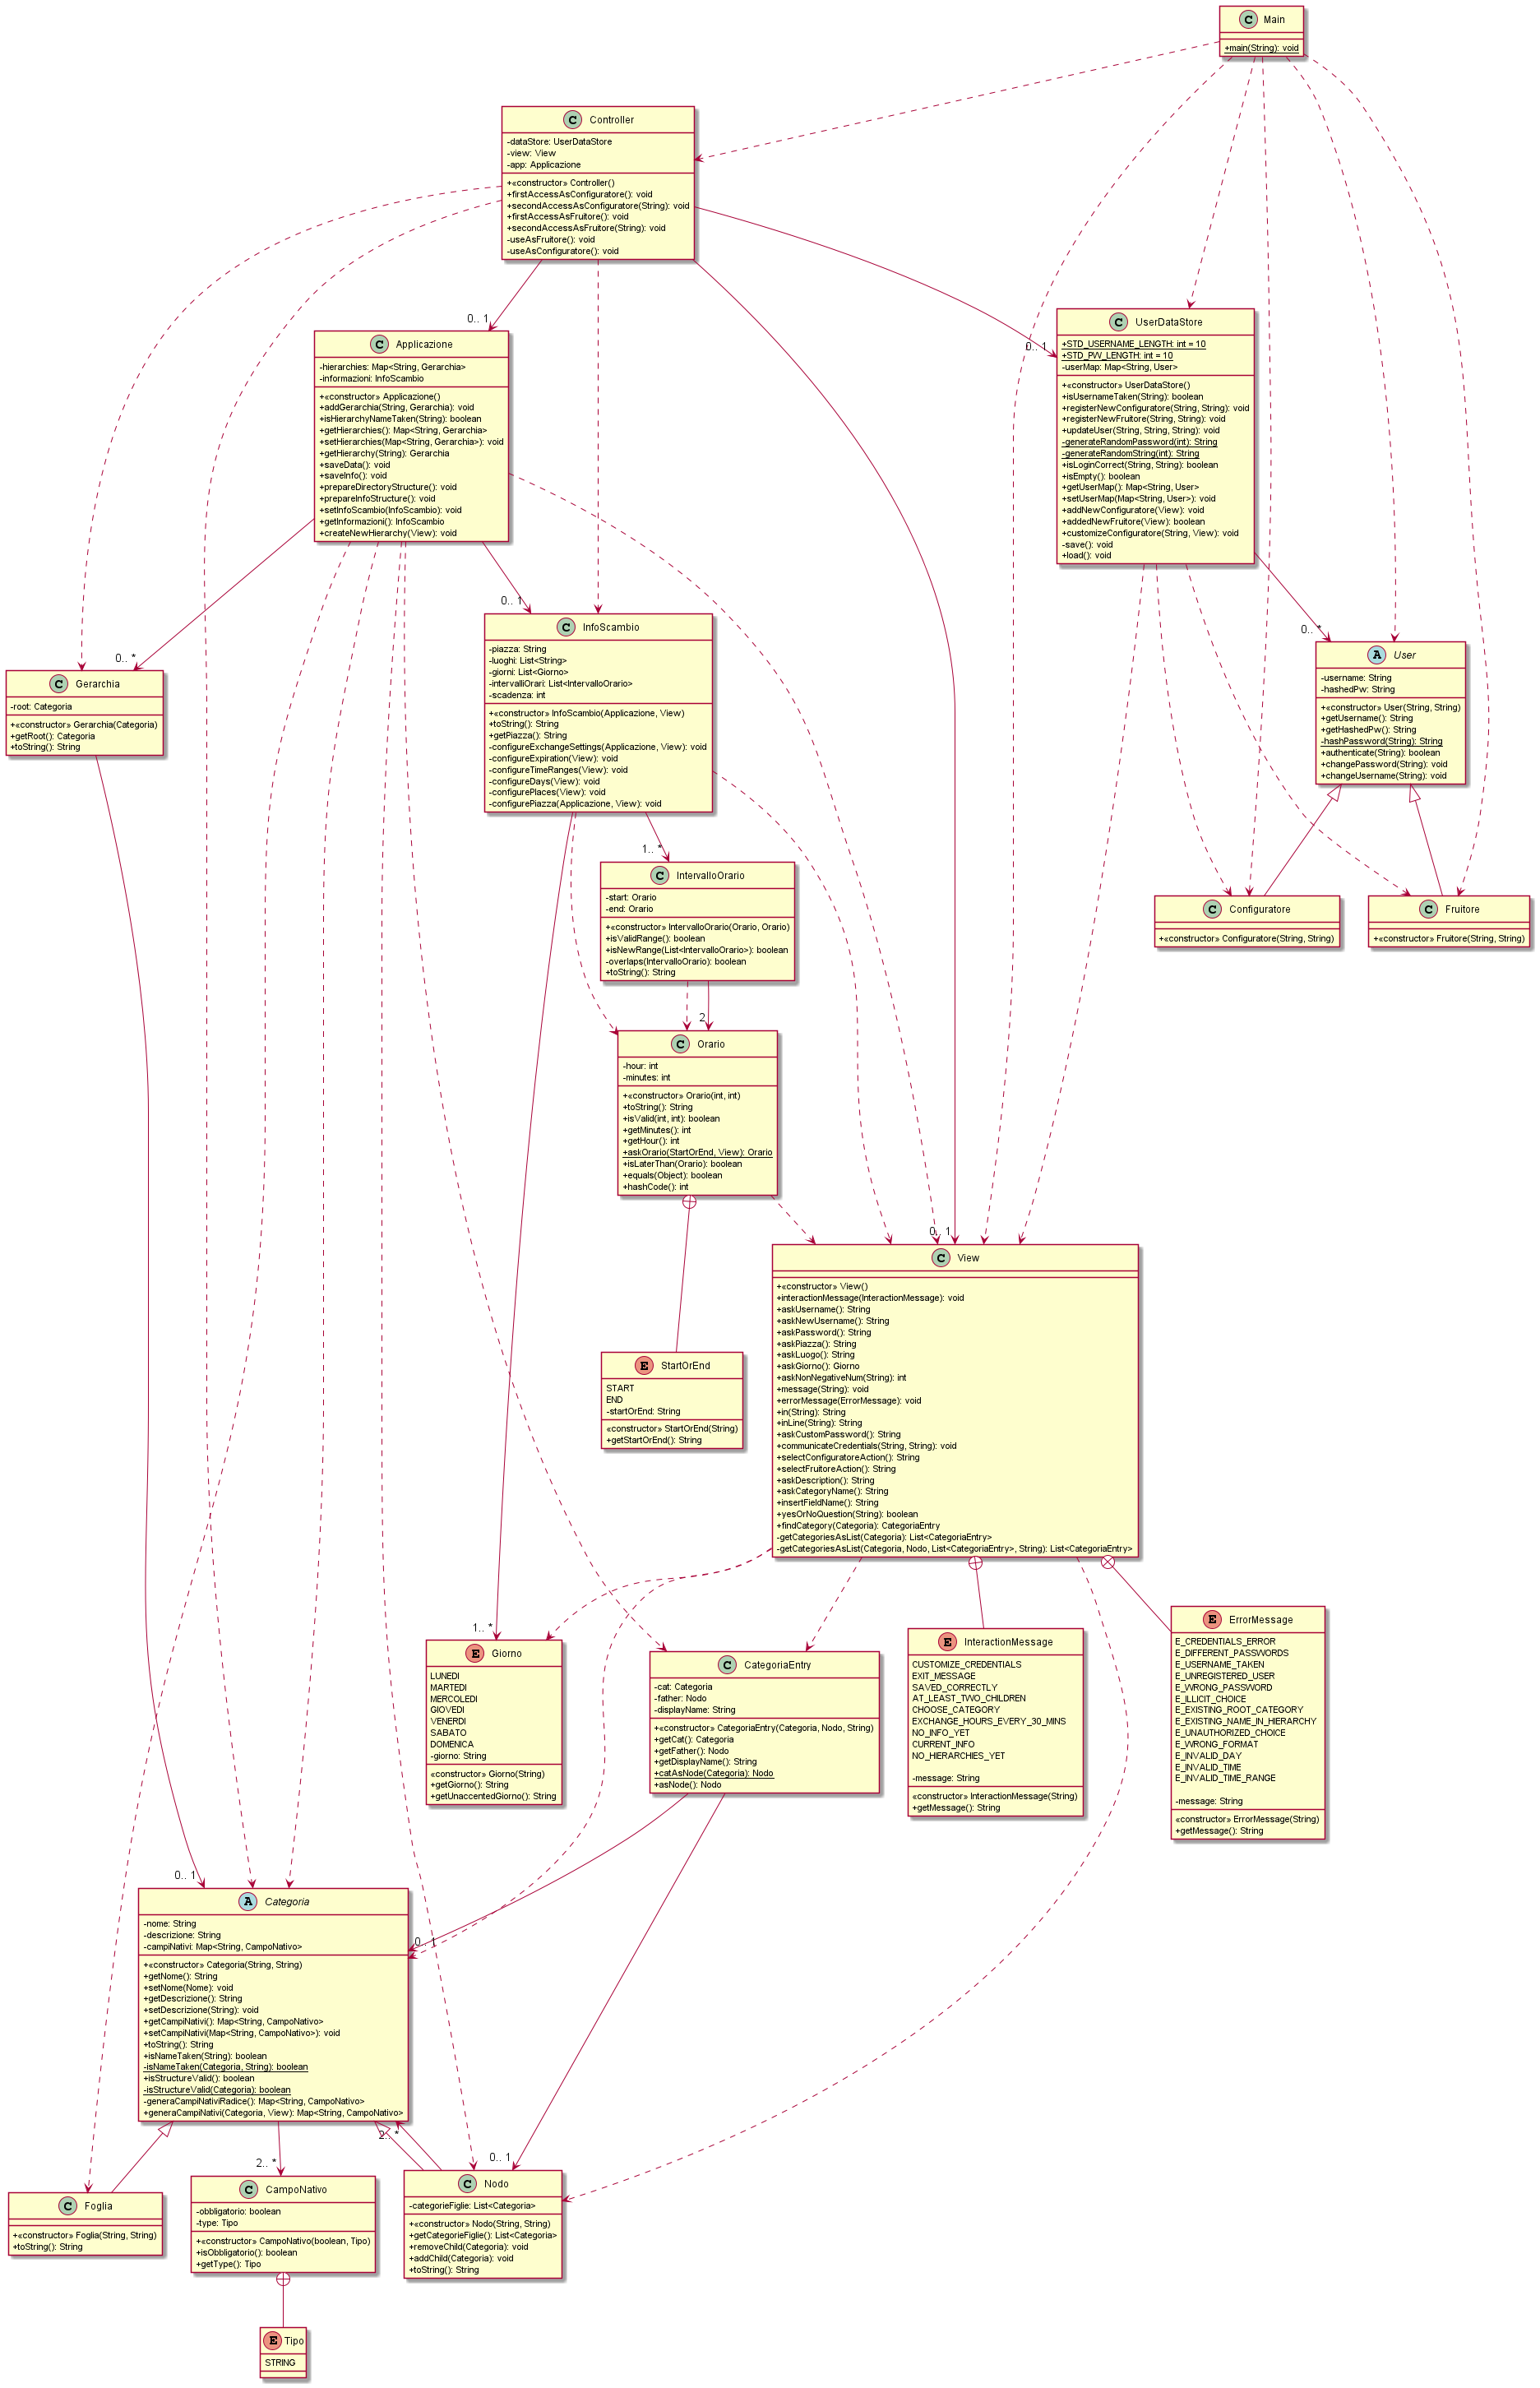 C Main
+main(String): void
C Controller
-dataStore: UserDataStore
-view: View
-app: Applicazione
+«constructor» Controller()
+firstAccessAsConfiguratore(): void
+secondAccessAsConfiguratore(String): void
+firstAccessAsFruitore(): void
+secondAccessAsFruitore(String): void
-useAsFruitore(): void
-useAsConfiguratore(): void
0.. 1
0.. 1
C Applicazione
-hierarchies: Map<String, Gerarchia>
-informazioni: InfoScambio
+«constructor» Applicazione()
+addGerarchia(String, Gerarchia): void
+isHierarchyNameTaken(String): boolean
+getHierarchies(): Map<String, Gerarchia>
+setHierarchies(Map<String, Gerarchia>): void
+getHierarchy(String): Gerarchia
+saveData(): void
+saveInfo(): void
+prepareDirectoryStructure(): void
+prepareInfoStructure(): void
+setInfoScambio(InfoScambio): void
+getInformazioni(): InfoScambio
+createNewHierarchy(View): void
C UserDataStore
+STD_USERNAME_LENGTH: int = 10
+STD_PW_LENGTH: int = 10
-userMap: Map<String, User>
+«constructor» UserDataStore()
+isUsernameTaken(String): boolean
+registerNewConfiguratore(String, String): void
+registerNewFruitore(String, String): void
+updateUser(String, String, String): void
-generateRandomPassword(int): String
-generateRandomString(int): String
+isLoginCorrect(String, String): boolean
+isEmpty(): boolean
+getUserMap(): Map<String, User>
+setUserMap(Map<String, User>): void
+addNewConfiguratore(View): void
+addedNewFruitore(View): boolean
+customizeConfiguratore(String, View): void
-save(): void
+load(): void
0.. 1
0.. *
0.. *
C InfoScambio
-piazza: String
-luoghi: List<String>
-giorni: List<Giorno>
-intervalliOrari: List<IntervalloOrario>
-scadenza: int
+«constructor» InfoScambio(Applicazione, View)
+toString(): String
+getPiazza(): String
-configureExchangeSettings(Applicazione, View): void
-configureExpiration(View): void
-configureTimeRanges(View): void
-configureDays(View): void
-configurePlaces(View): void
-configurePiazza(Applicazione, View): void
A User
-username: String
-hashedPw: String
+«constructor» User(String, String)
+getUsername(): String
+getHashedPw(): String
-hashPassword(String): String
+authenticate(String): boolean
+changePassword(String): void
+changeUsername(String): void
C Gerarchia
-root: Categoria
+«constructor» Gerarchia(Categoria)
+getRoot(): Categoria
+toString(): String
1.. *
C IntervalloOrario
-start: Orario
-end: Orario
+«constructor» IntervalloOrario(Orario, Orario)
+isValidRange(): boolean
+isNewRange(List<IntervalloOrario>): boolean
-overlaps(IntervalloOrario): boolean
+toString(): String
C Configuratore
+«constructor» Configuratore(String, String)
C Fruitore
+«constructor» Fruitore(String, String)
2
C Orario
-hour: int
-minutes: int
+«constructor» Orario(int, int)
+toString(): String
+isValid(int, int): boolean
+getMinutes(): int
+getHour(): int
+askOrario(StartOrEnd, View): Orario
+isLaterThan(Orario): boolean
+equals(Object): boolean
+hashCode(): int
0.. 1
C View
+«constructor» View()
+interactionMessage(InteractionMessage): void
+askUsername(): String
+askNewUsername(): String
+askPassword(): String
+askPiazza(): String
+askLuogo(): String
+askGiorno(): Giorno
+askNonNegativeNum(String): int
+message(String): void
+errorMessage(ErrorMessage): void
+in(String): String
+inLine(String): String
+askCustomPassword(): String
+communicateCredentials(String, String): void
+selectConfiguratoreAction(): String
+selectFruitoreAction(): String
+askDescription(): String
+askCategoryName(): String
+insertFieldName(): String
+yesOrNoQuestion(String): boolean
+findCategory(Categoria): CategoriaEntry
-getCategoriesAsList(Categoria): List<CategoriaEntry>
-getCategoriesAsList(Categoria, Nodo, List<CategoriaEntry>, String): List<CategoriaEntry>
E StartOrEnd
START
END
-startOrEnd: String
«constructor» StartOrEnd(String)
+getStartOrEnd(): String
1.. *
E Giorno
LUNEDI
MARTEDI
MERCOLEDI
GIOVEDI
VENERDI
SABATO
DOMENICA
-giorno: String
«constructor» Giorno(String)
+getGiorno(): String
+getUnaccentedGiorno(): String
C CategoriaEntry
-cat: Categoria
-father: Nodo
-displayName: String
+«constructor» CategoriaEntry(Categoria, Nodo, String)
+getCat(): Categoria
+getFather(): Nodo
+getDisplayName(): String
+catAsNode(Categoria): Nodo
+asNode(): Nodo
E InteractionMessage
CUSTOMIZE_CREDENTIALS
EXIT_MESSAGE
SAVED_CORRECTLY
AT_LEAST_TWO_CHILDREN
CHOOSE_CATEGORY
EXCHANGE_HOURS_EVERY_30_MINS
NO_INFO_YET
CURRENT_INFO
NO_HIERARCHIES_YET
-message: String
«constructor» InteractionMessage(String)
+getMessage(): String
E ErrorMessage
E_CREDENTIALS_ERROR
E_DIFFERENT_PASSWORDS
E_USERNAME_TAKEN
E_UNREGISTERED_USER
E_WRONG_PASSWORD
E_ILLICIT_CHOICE
E_EXISTING_ROOT_CATEGORY
E_EXISTING_NAME_IN_HIERARCHY
E_UNAUTHORIZED_CHOICE
E_WRONG_FORMAT
E_INVALID_DAY
E_INVALID_TIME
E_INVALID_TIME_RANGE
-message: String
«constructor» ErrorMessage(String)
+getMessage(): String
0.. 1
0.. 1
A Categoria
-nome: String
-descrizione: String
-campiNativi: Map<String, CampoNativo>
+«constructor» Categoria(String, String)
+getNome(): String
+setNome(Nome): void
+getDescrizione(): String
+setDescrizione(String): void
+getCampiNativi(): Map<String, CampoNativo>
+setCampiNativi(Map<String, CampoNativo>): void
+toString(): String
+isNameTaken(String): boolean
-isNameTaken(Categoria, String): boolean
+isStructureValid(): boolean
-isStructureValid(Categoria): boolean
-generaCampiNativiRadice(): Map<String, CampoNativo>
+generaCampiNativi(Categoria, View): Map<String, CampoNativo>
2.. *
2.. *
0.. 1
C Foglia
+«constructor» Foglia(String, String)
+toString(): String
C CampoNativo
-obbligatorio: boolean
-type: Tipo
+«constructor» CampoNativo(boolean, Tipo)
+isObbligatorio(): boolean
+getType(): Tipo
C Nodo
-categorieFiglie: List<Categoria>
+«constructor» Nodo(String, String)
+getCategorieFiglie(): List<Categoria>
+removeChild(Categoria): void
+addChild(Categoria): void
+toString(): String
E Tipo
STRING